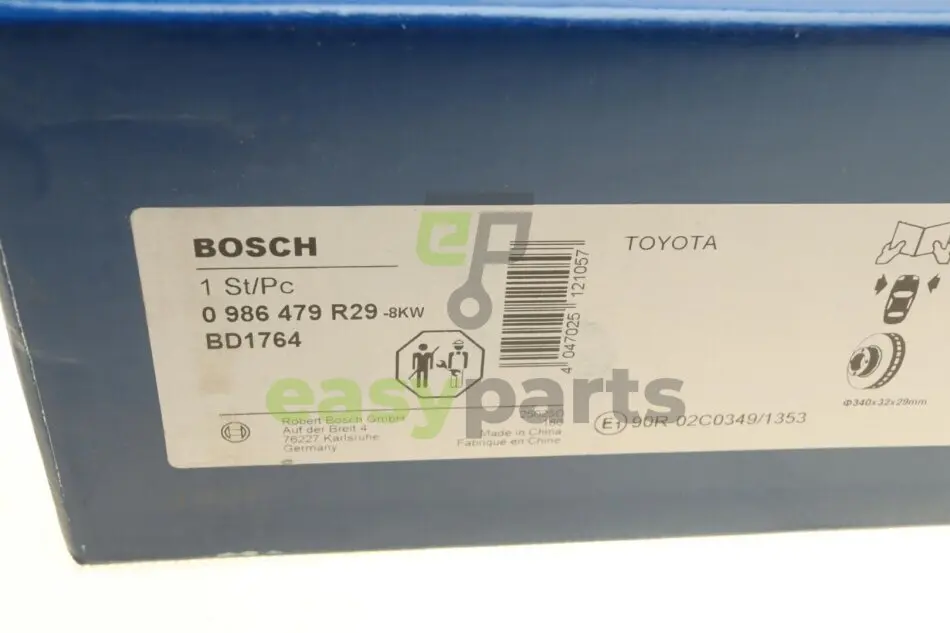 BOSCH
1 St/Pc
0 986 479 R29 -8KW
BD1764
4 047025 121057
TOYOTA
Φ340x32x29mm
easyparts
Robert Bosch GmbH
Auf der Breit 4
76227 Karlsruhe
Germany
Made in China
Fabriqué en Chine
E1 90R-02C0349/1353